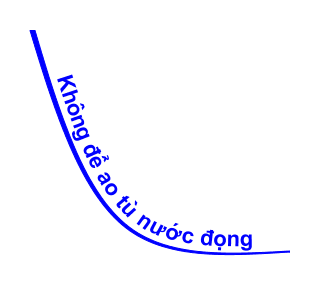 Không để ao tù nước đọng